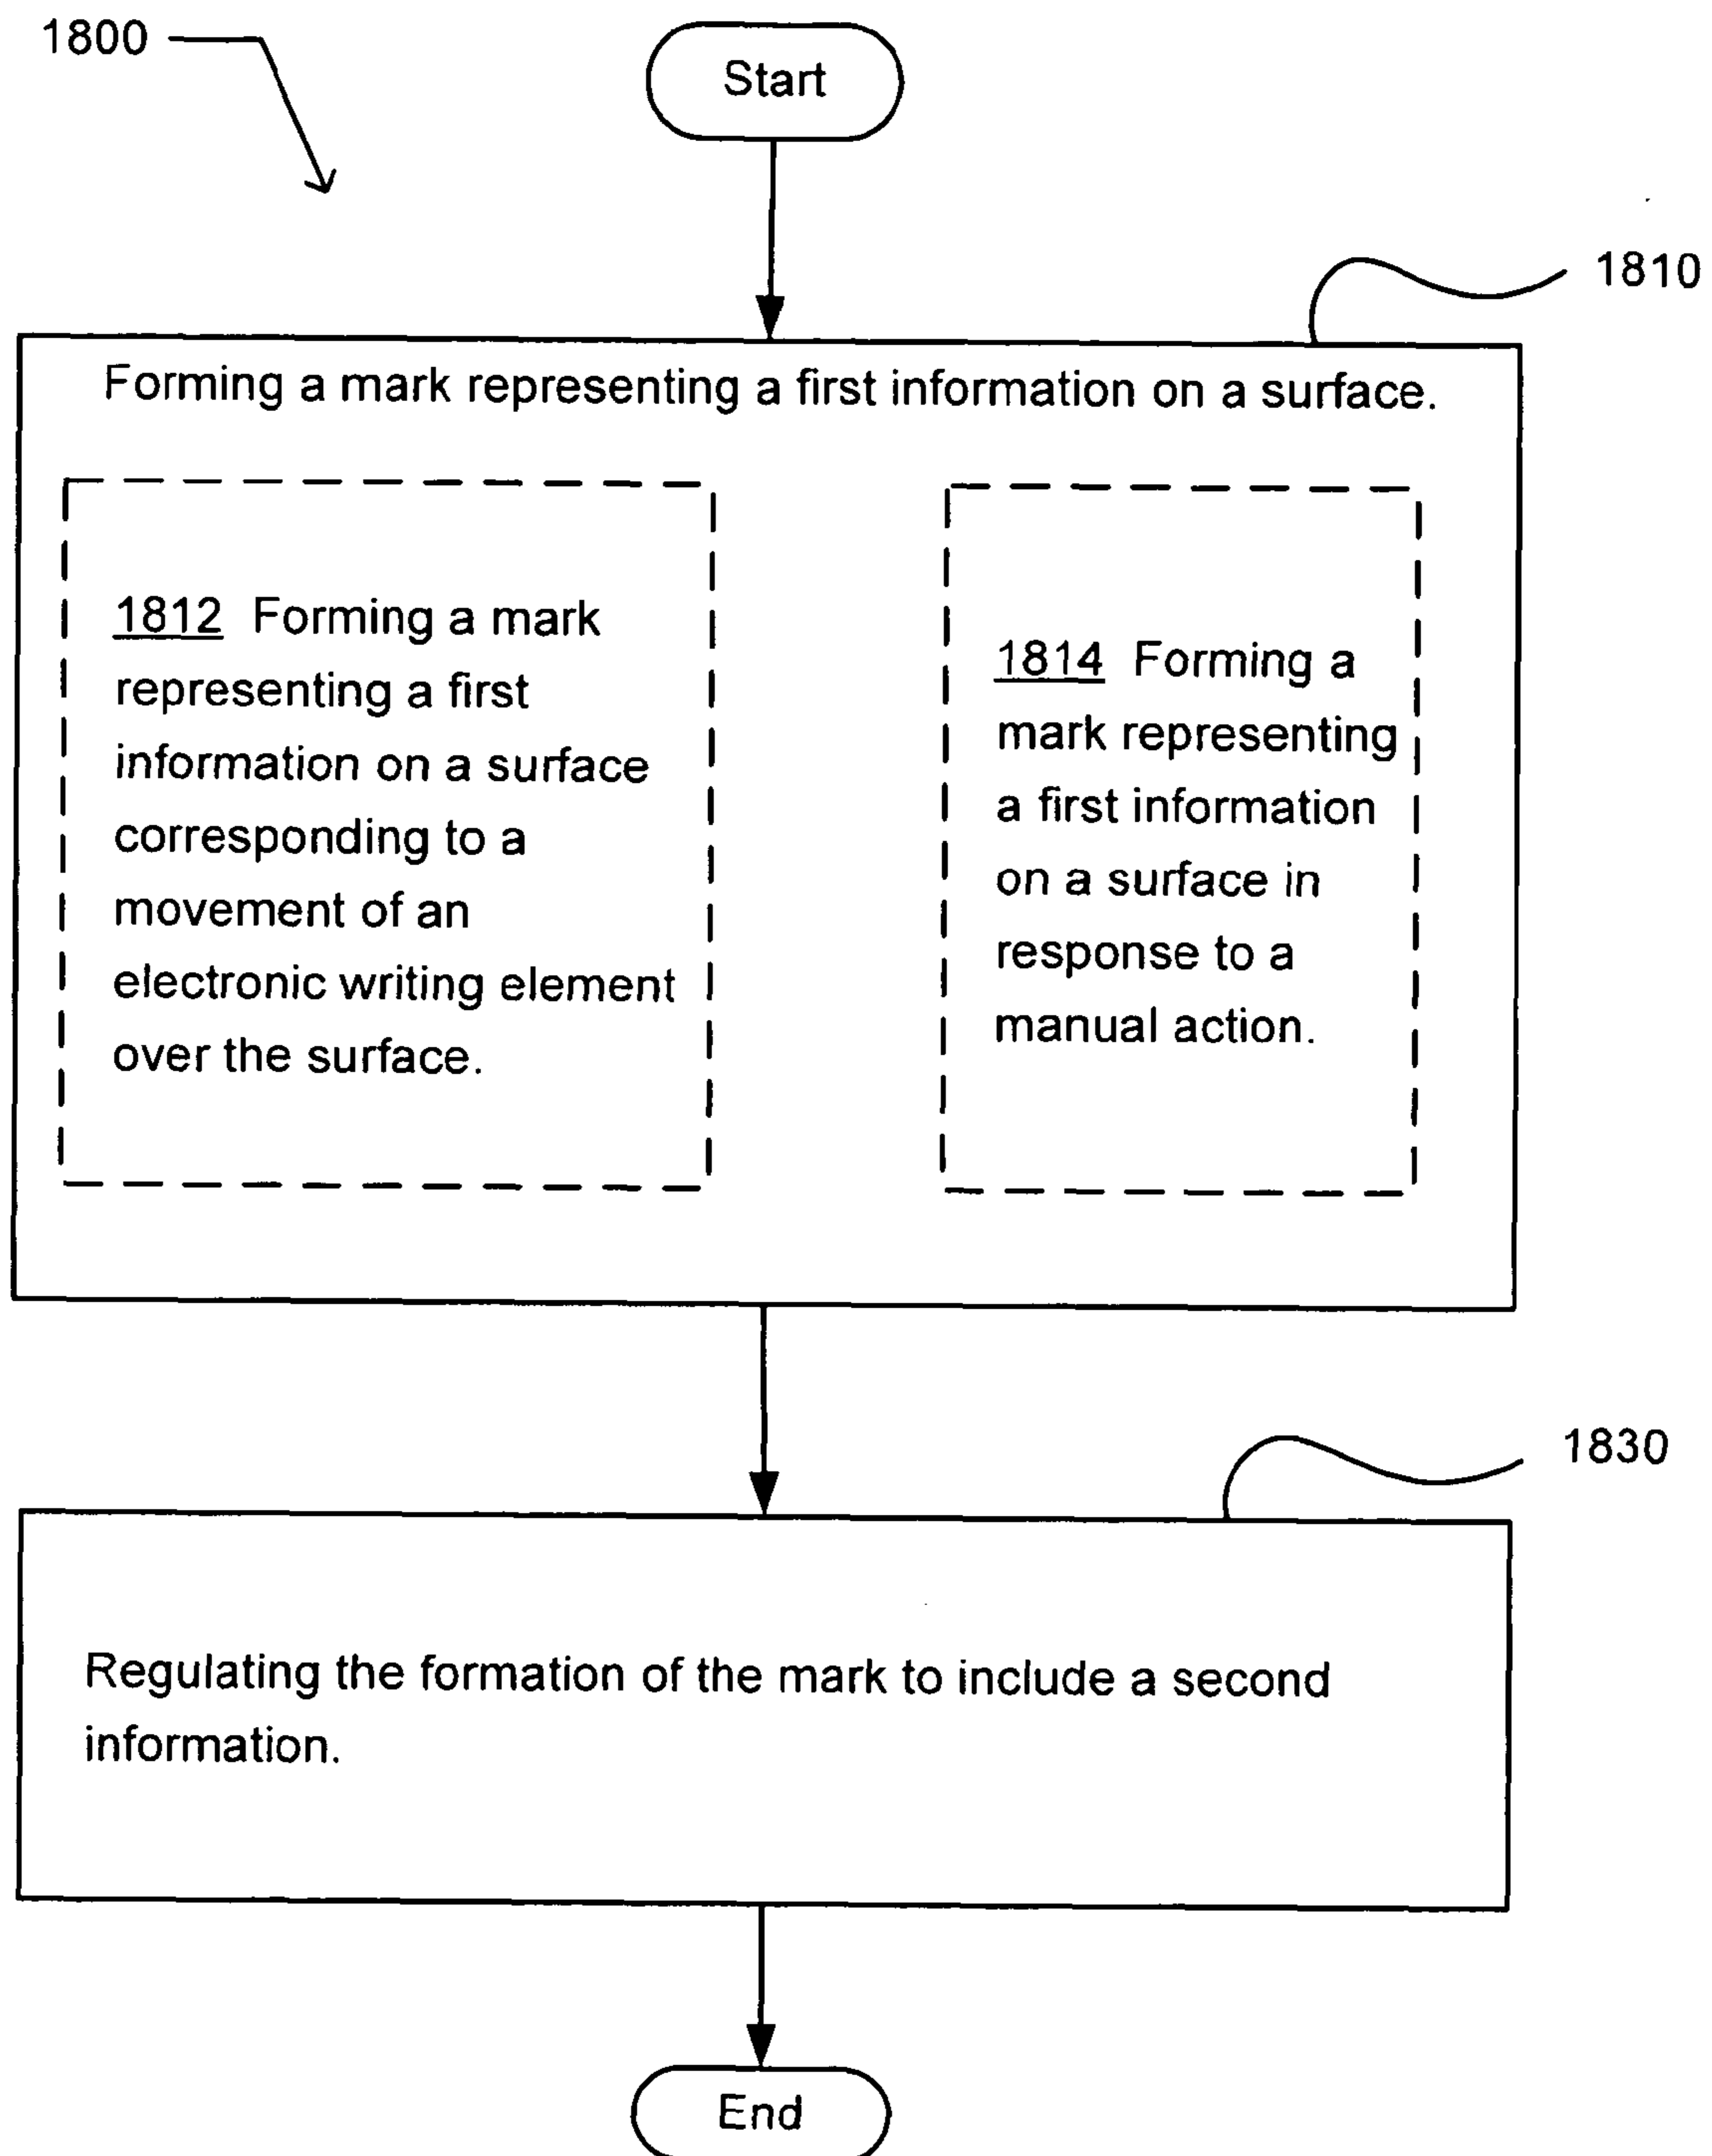 1800
Start
1810
Forming a mark representing a first information on a surface.
1812 Forming a mark
representing a first
information on a surface
corresponding to a
movement of an
electronic writing element
over the surface.
1814 Forming a
mark representing
a first information
on a surface in
response to a
manual action.
1830
Regulating the formation of the mark to include a second
information.
End